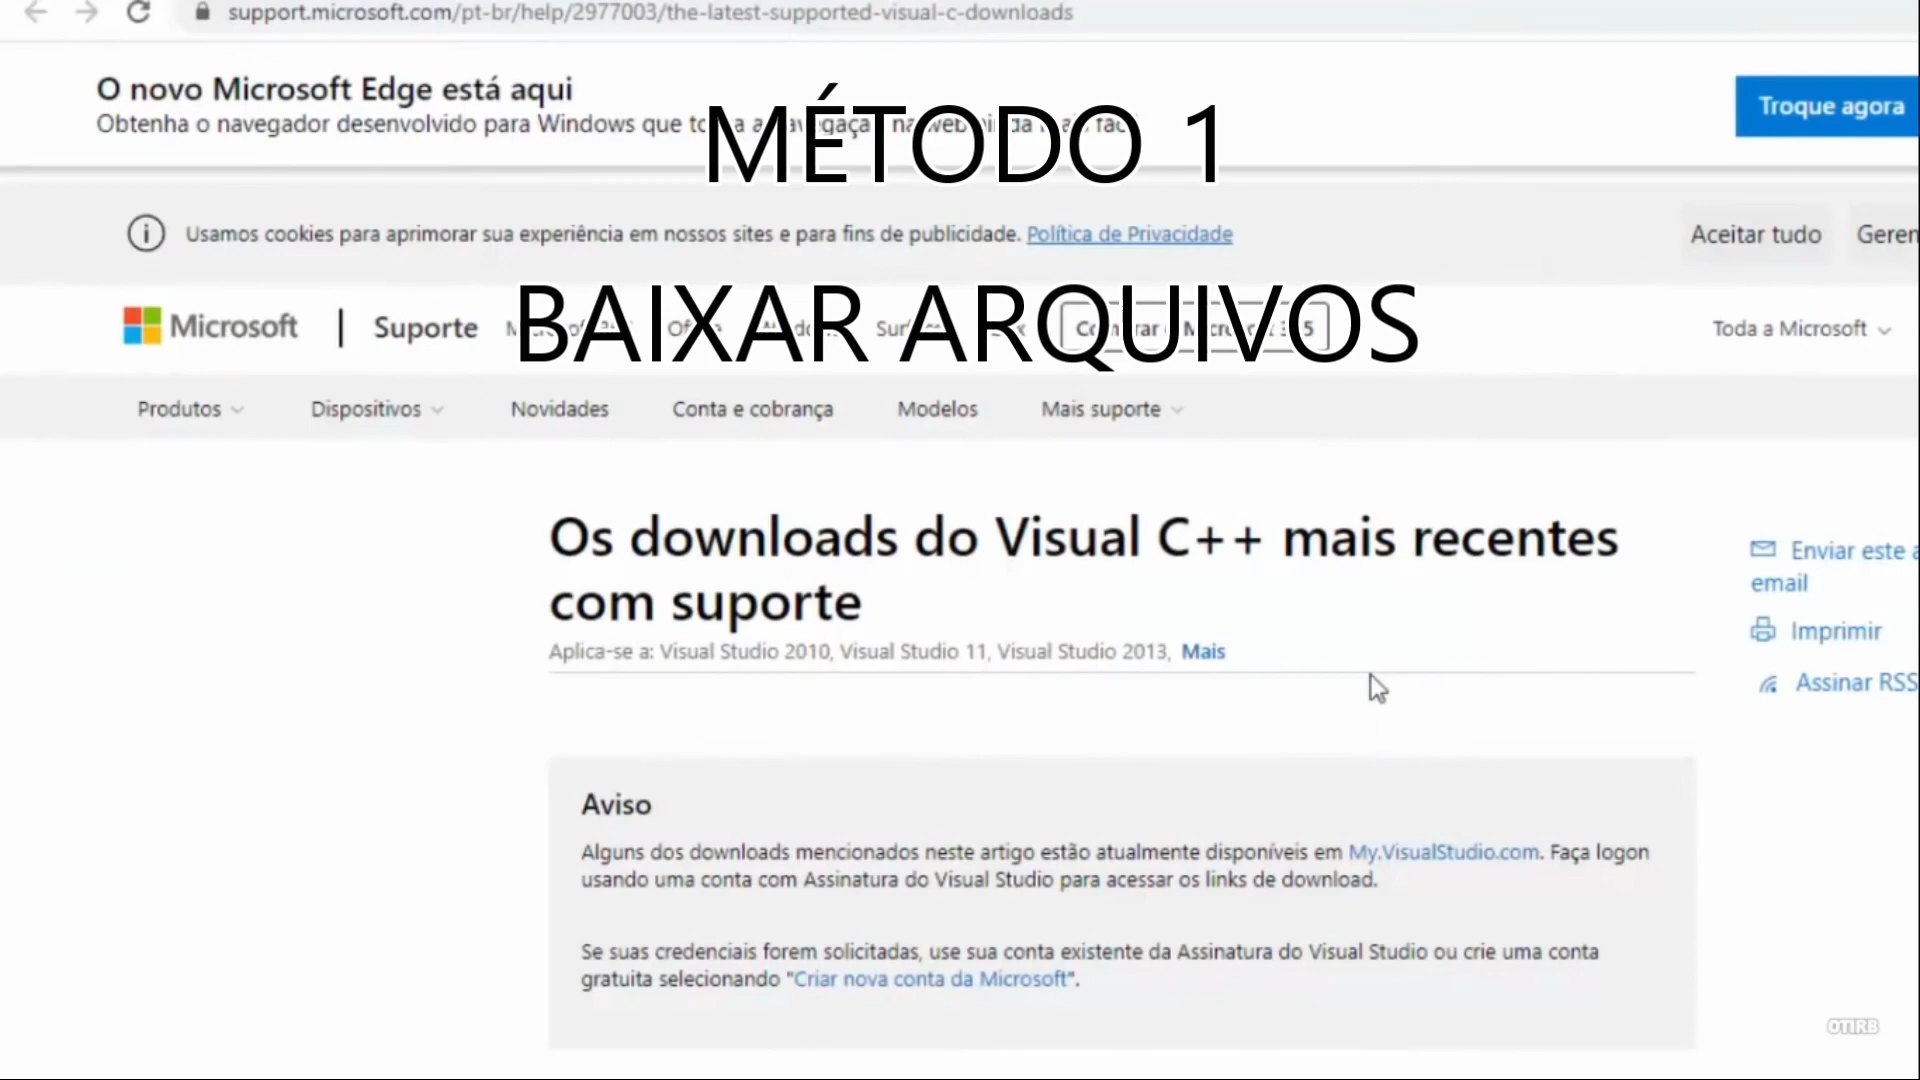 support.microsoft.com/pt-br/help/2977003/the-latest-supported-visual-c-downloads
O novo Microsoft Edge está aqui
Obtenha o navegador desenvolvido para Windows que
Troque agora
MÉTODO 1
Usamos cookies para aprimorar sua experiência em nossos sites e para fins de publicidade. Política de Privacidade
Aceitar tudo
Geren
BAIXAR ARQUIVOS
Microsoft | Suporte
Toda a Microsoft
Produtos
Dispositivos
Novidades
Conta e cobrança
Modelos
Mais suporte
Os downloads do Visual C++ mais recentes
com suporte
Aplica-se a: Visual Studio 2010, Visual Studio 11, Visual Studio 2013, Mais
Enviar este a
email
Imprimir
Assinar RSS
Aviso
Alguns dos downloads mencionados neste artigo estão atualmente disponíveis em My.VisualStudio.com. Faça logon
usando uma conta com Assinatura do Visual Studio para acessar os links de download.
Se suas credenciais forem solicitadas, use sua conta existente da Assinatura do Visual Studio ou crie uma conta
gratuita selecionando "Criar nova conta da Microsoft".
OTIRB